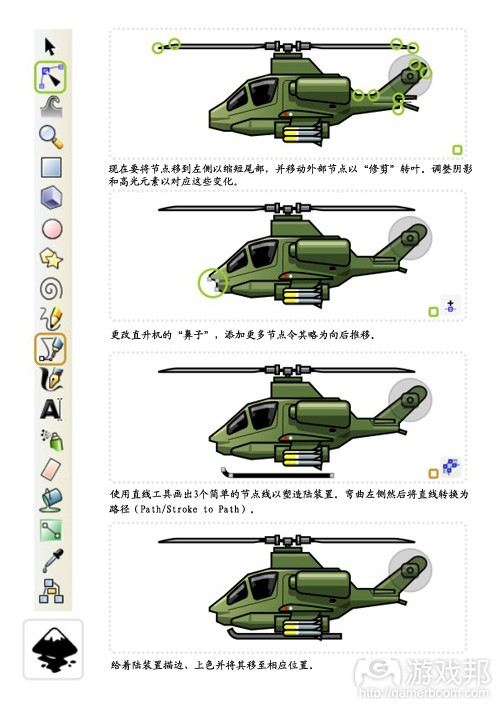 现在要将节点移到左侧以缩短尾部，并移动外部节点以“修剪”转叶。调整阴影
和高光元素以对应这些变化。
更改直升机的“鼻子”，添加更多节点令其略为向后推移。
使用直线工具画出3个简单的节点线以塑造陆装置。弯曲左侧然后将直线转换为
路径（Path/Stroke to Path）。
给着陆装置描边、上色并将其移至相应位置。
游戏邦
http://gamerboom.com